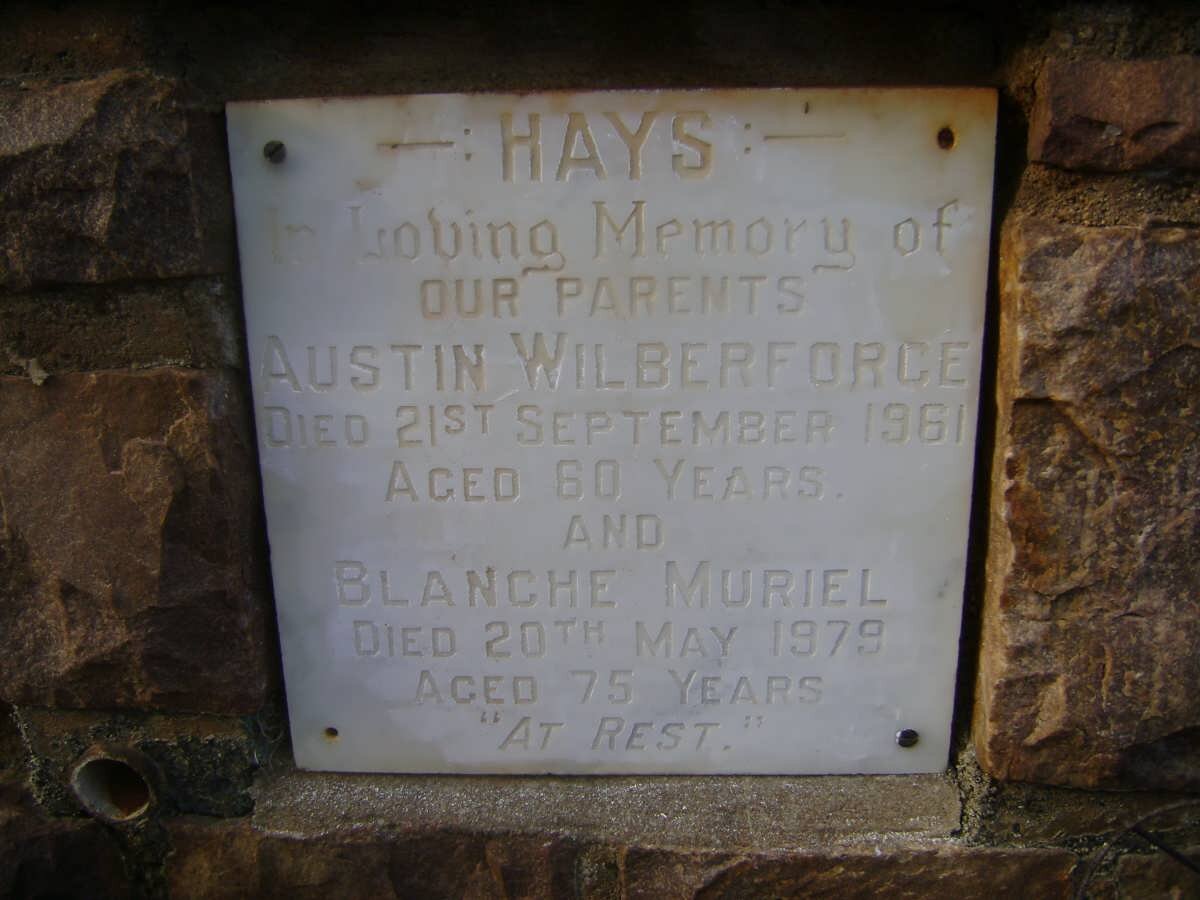 —: HAYS :—
In Loving Memory of
OUR PARENTS
AUSTIN WILBERFORCE
DIED 21ST SEPTEMBER 1961
AGED 60 YEARS.
AND
BLANCHE MURIEL
DIED 20TH MAY 1979
AGED 75 YEARS
"AT REST."